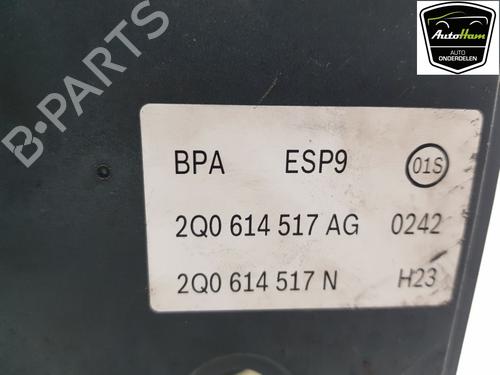 AutoHam
AUTO
ONDERDELEN
B-PARTS
BPA ESP9 01S
2Q0 614 517 AG 0242
2Q0 614 517 N H23